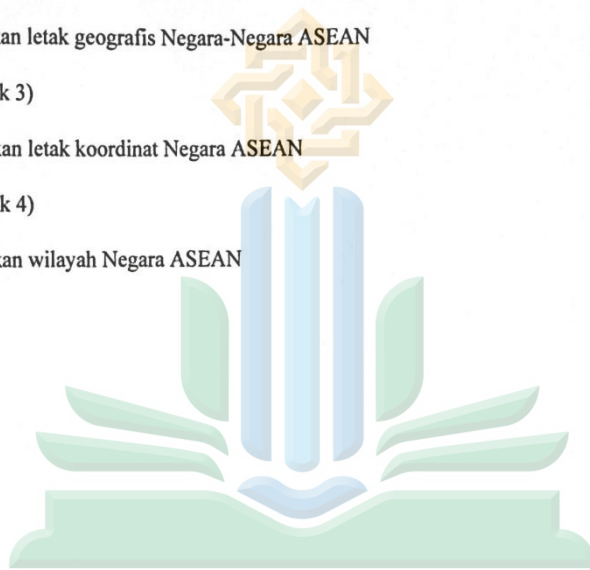 an letak geografis Negara-Negara ASEAN
k 3)
kan letak koordinat Negara ASEAN
k 4)
kan wilayah Negara ASEAN